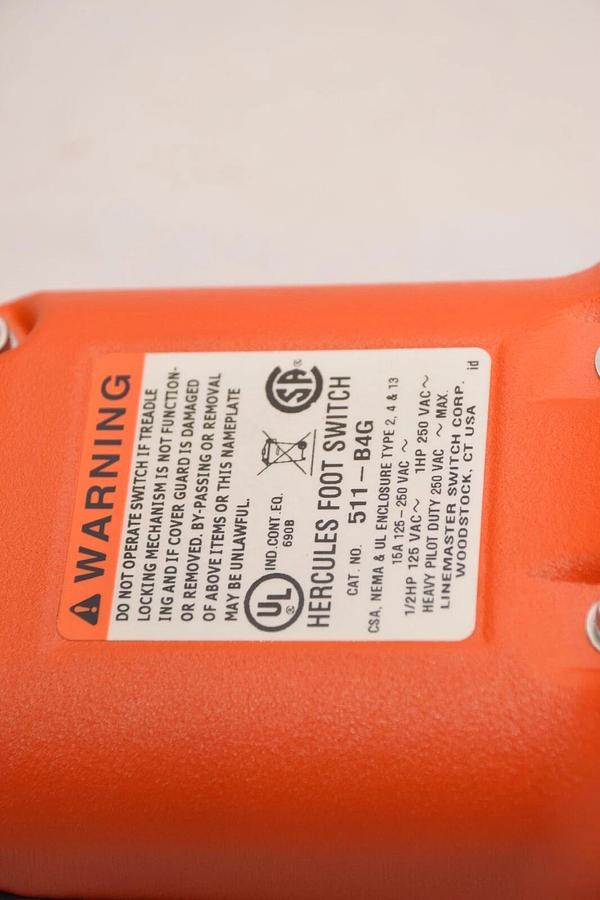 WARNING
DO NOT OPERATE SWITCH IF TREADLE
LOCKING MECHANISM IS NOT FUNCTION-
ING AND IF COVER GUARD IS DAMAGED
OR REMOVED. BY-PASSING OR REMOVAL
OF ABOVE ITEMS OR THIS NAMEPLATE
MAY BE UNLAWFUL.
UL ® IND.CONT.EQ. SA ®
690B
HERCULES FOOT SWITCH
CAT. NO. 511-B4G
CSA, NEMA & UL ENCLOSURE TYPE 2, 4 & 13
15A 125-250 VAC ~
1/2HP 125 VAC~ 1HP 250 VAC~
HEAVY PILOT DUTY 250 VAC ~ MAX.
LINEMASTER SWITCH CORP.
WOODSTOCK, CT USA
id